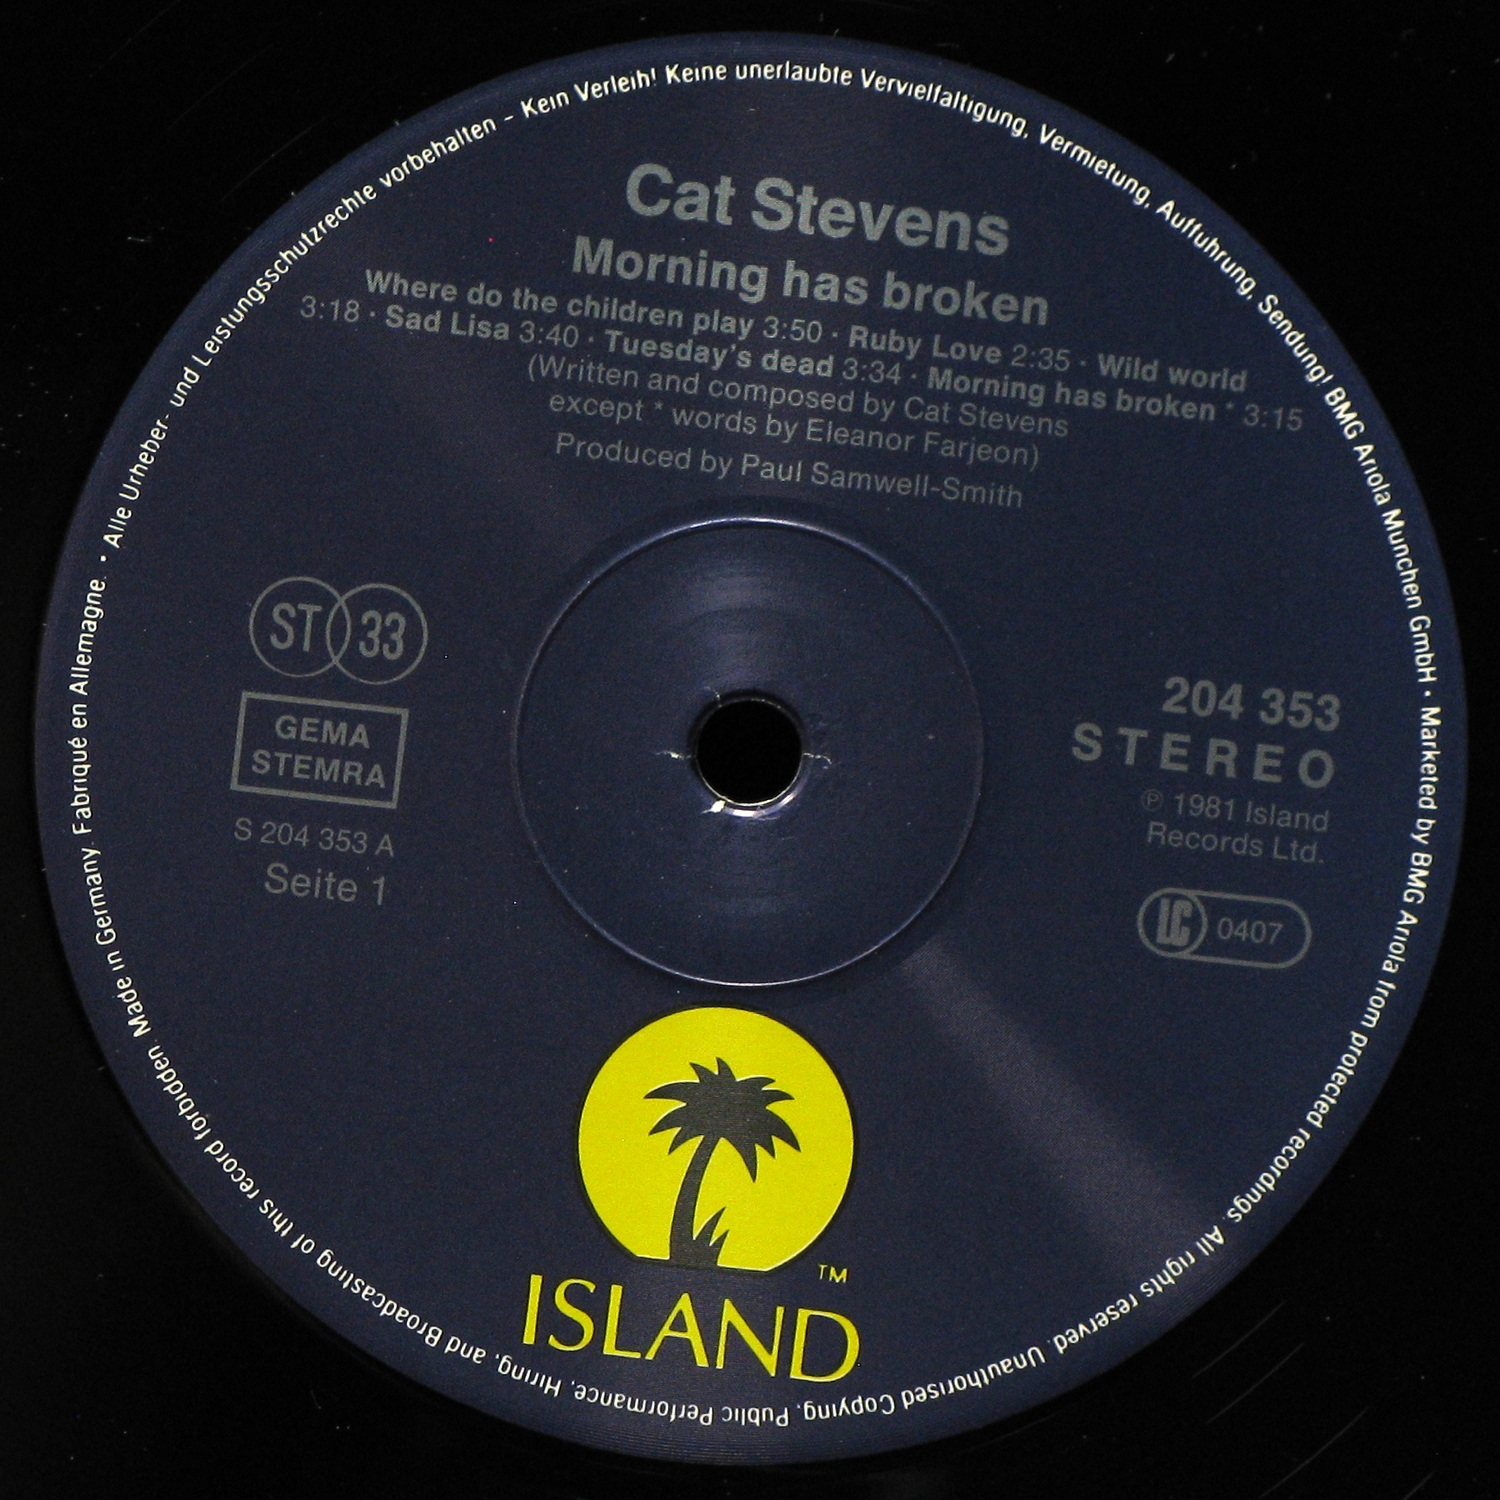 Alle Urheber- und Leistungsschutzrechte vorbehalten - Kein Verleih! Keine unerlaubte Vervielfaltigung, Vermietung, Auffuhrung, Sendung! BMG Ariola Munchen GmbH · Marketed by BMG Ariola from protected recordings. All rights reserved. Unauthorised Copying, Public Performance, Hiring, and Broadcasting of this record forbidden. Made in Germany. Fabriqué en Allemagne. ·
Cat Stevens
Morning has broken
Where do the children play 3:50 · Ruby Love 2:35 · Wild world
3:18 · Sad Lisa 3:40 · Tuesday's dead 3:34 · Morning has broken * 3:15
(Written and composed by Cat Stevens
except * words by Eleanor Farjeon)
Produced by Paul Samwell-Smith
ST 33
GEMA
STEMRA
S 204 353 A
Seite 1
204 353
STEREO
℗ 1981 Island
Records Ltd.
LC 0407
ISLAND ™